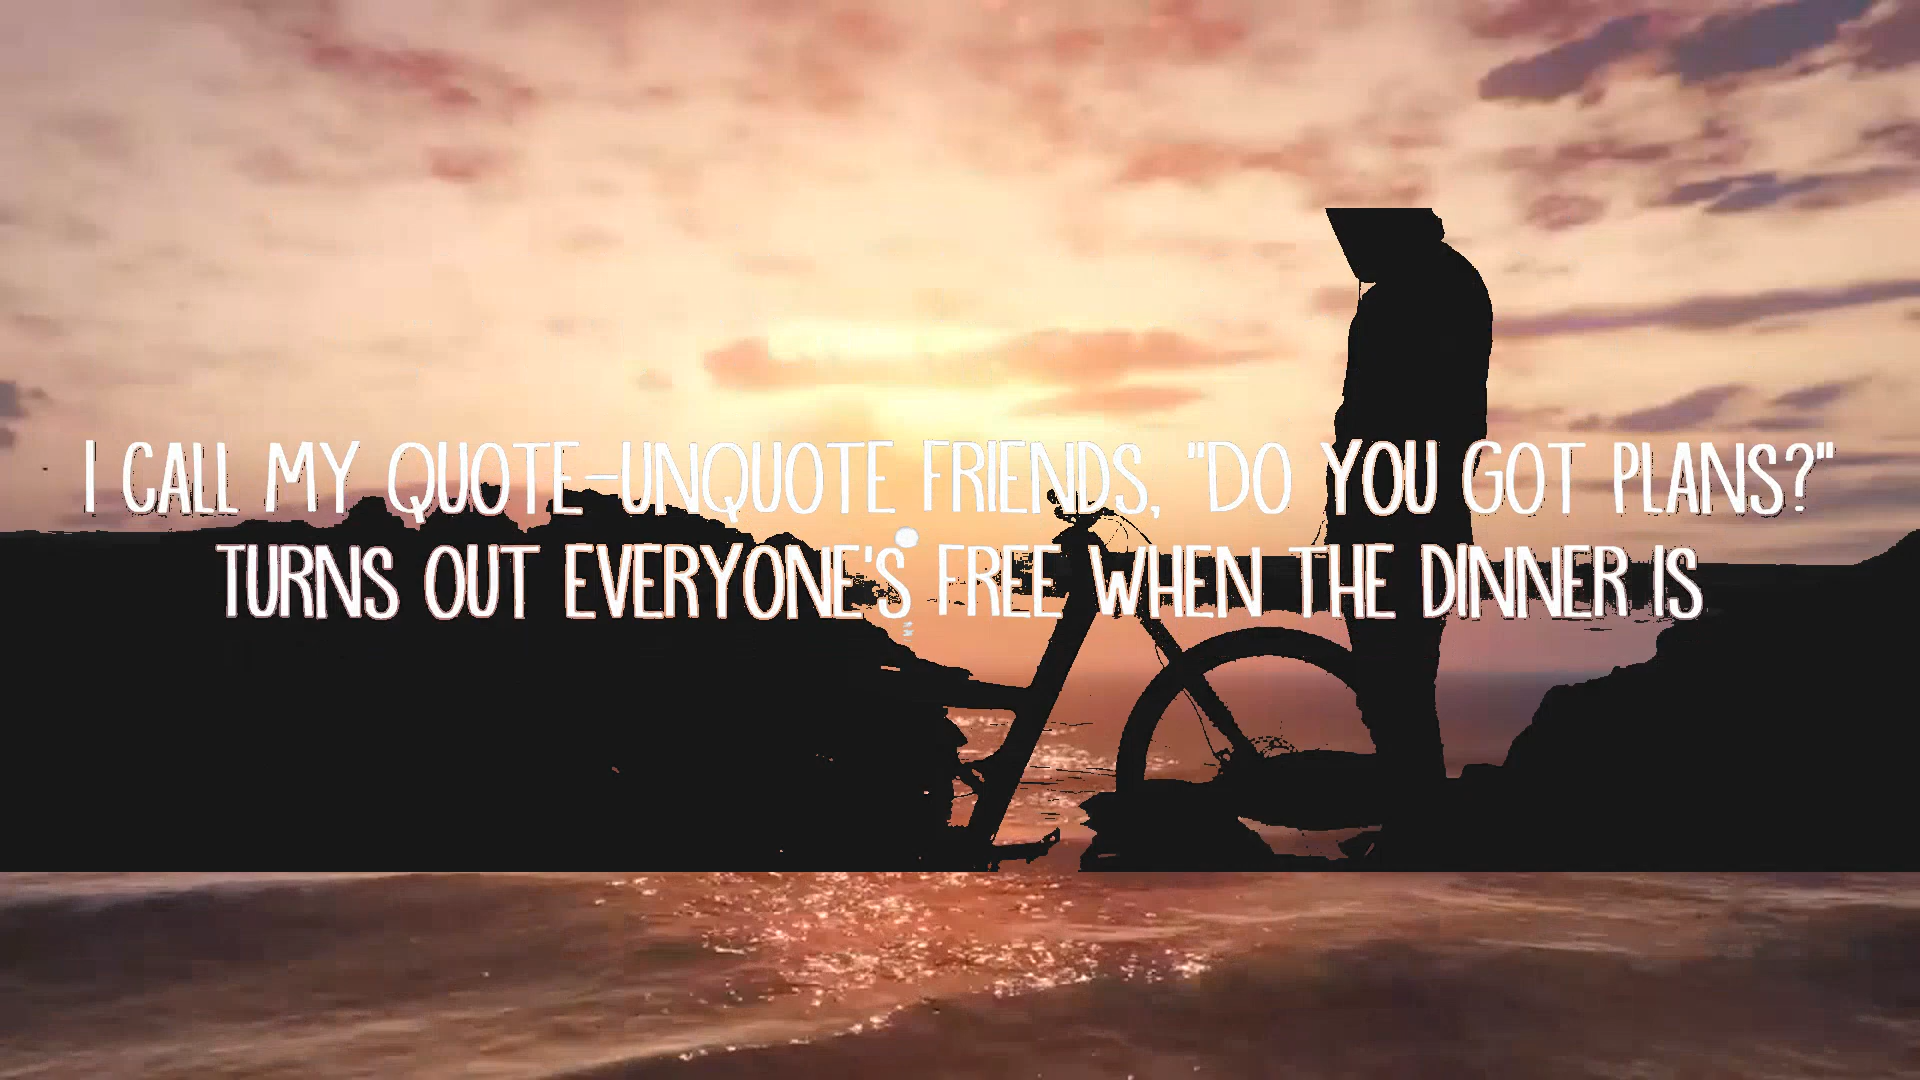 I CALL MY QUOTE-UNQUOTE FRIENDS, "DO YOU GOT PLANS?"
TURNS OUT EVERYONE'S FREE WHEN THE DINNER IS